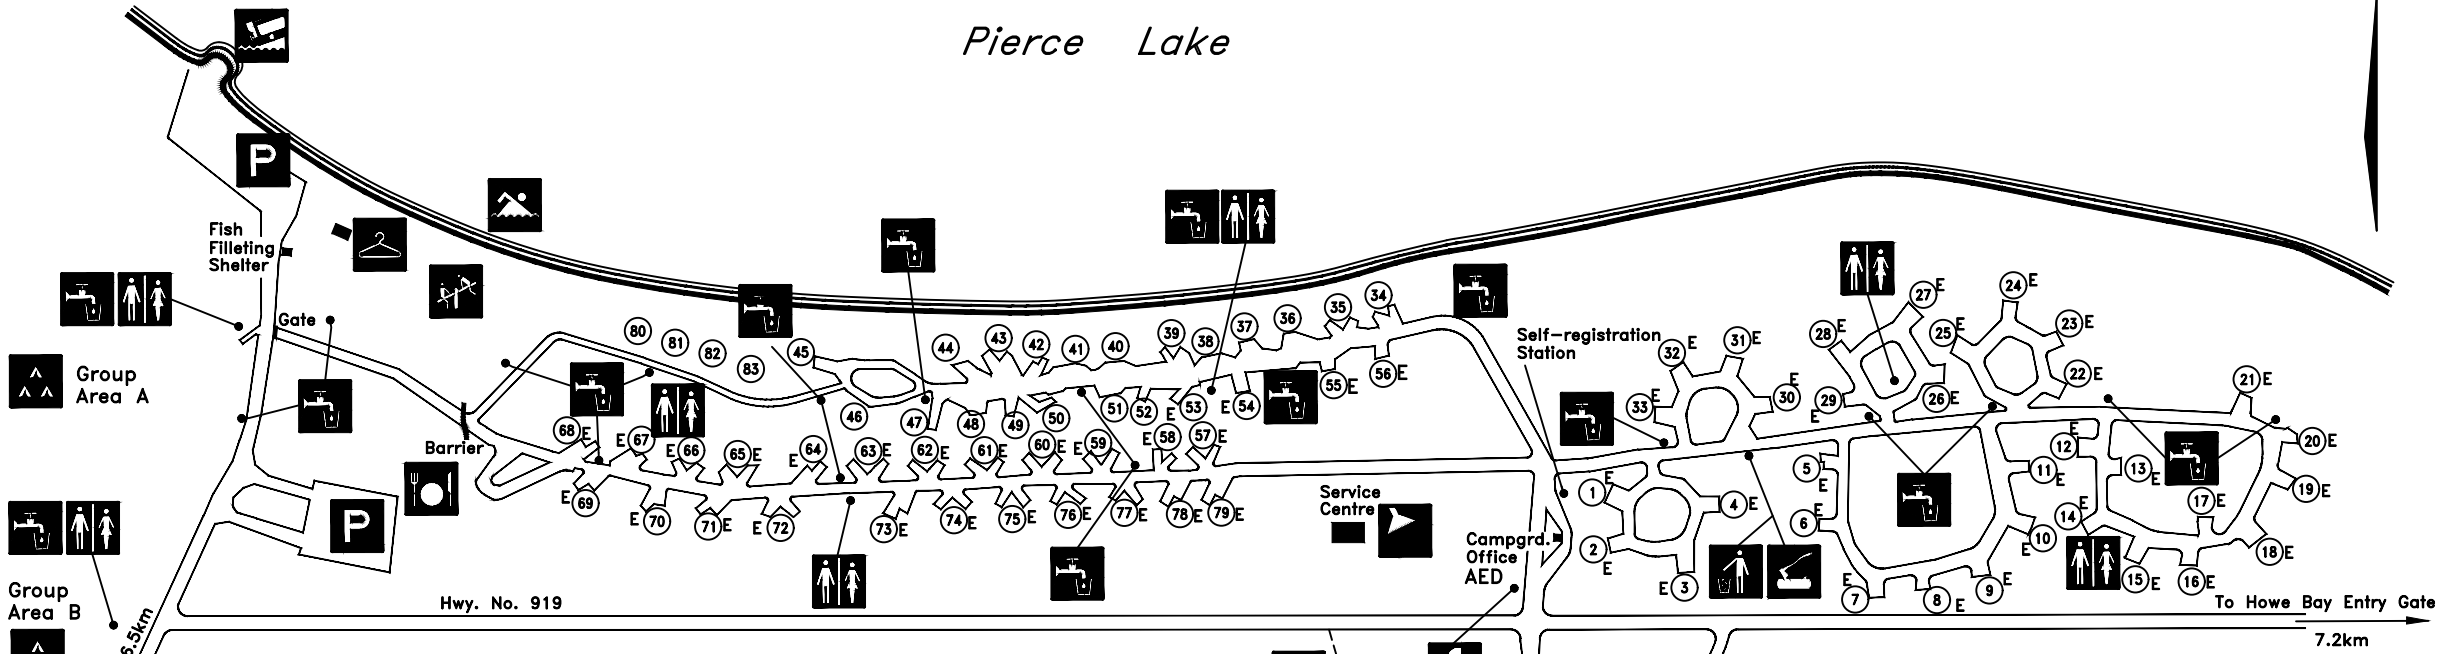 Pierce Lake
P
Fish
Filleting
Shelter
Gate
Group
Area A
Barrier
P
Group
Area B
6.5km
Hwy. No. 919
80
81
82
83
45
46
47
44
43
42
41
40
39
38
37
36
35
34
48
49
50
51
52
53 E
E 54
55 E
56 E
68 E
E 67
E 66
65 E
E 64
63 E
62 E
61 E
60 E
59 E
E 58
57 E
E 69
E 70
71 E
E 72
73 E
74 E
75 E
76 E
77 E
78 E
79 E
Self-registration
Station
Service
Centre
Campgrd.
Office
AED
32 E
31 E
33 E
30 E
1 E
2 E
E 3
4 E
5 E
6 E
7 E
8 E
9 E
10 E
11 E
12 E
13 E
14 E
15 E
16 E
17 E
18 E
19 E
20 E
21 E
22 E
23 E
24 E
25 E
26 E
27 E
28 E
29 E
To Howe Bay Entry Gate
7.2km